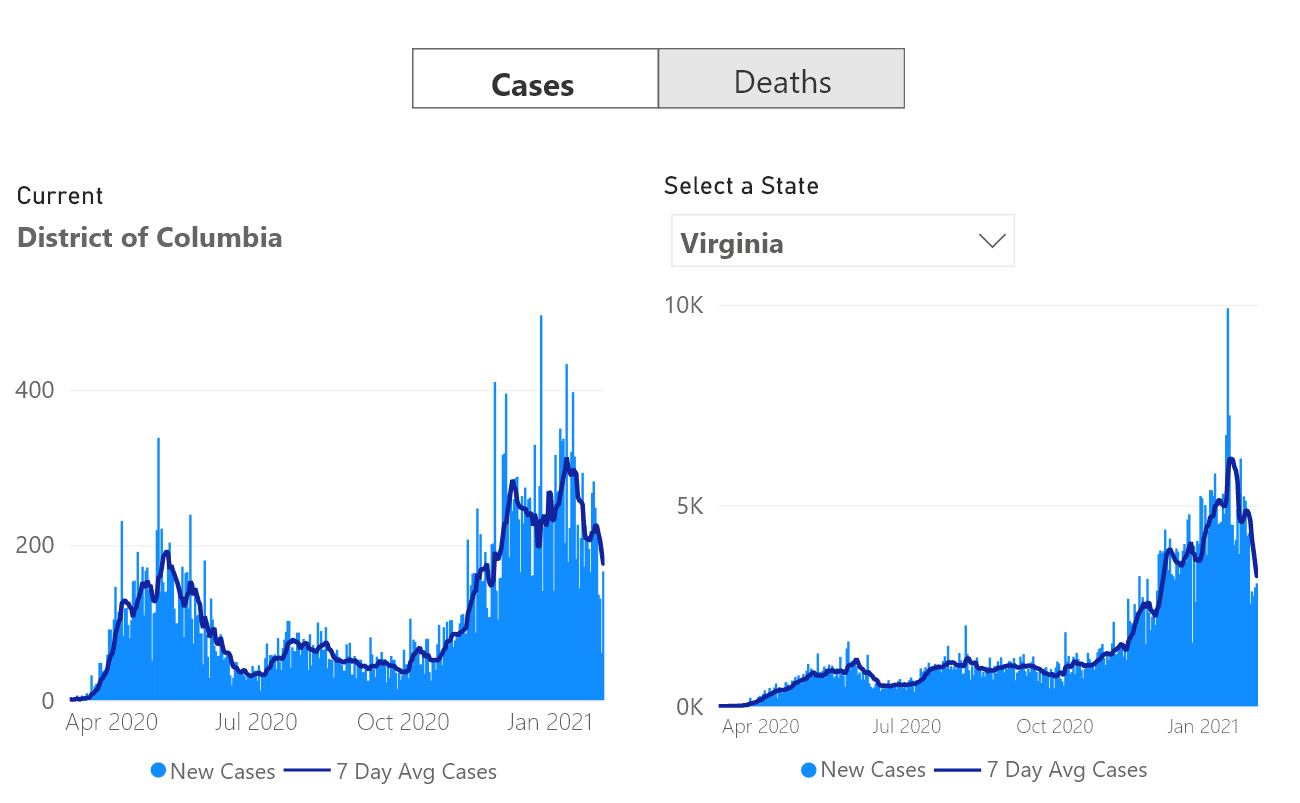 Cases
Deaths
Current
District of Columbia
400
200
0
Apr 2020
Jul 2020
Oct 2020
Jan 2021
New Cases
7 Day Avg Cases
Select a State
Virginia
10K
5K
0K
Apr 2020
Jul 2020
Oct 2020
Jan 2021
New Cases
7 Day Avg Cases